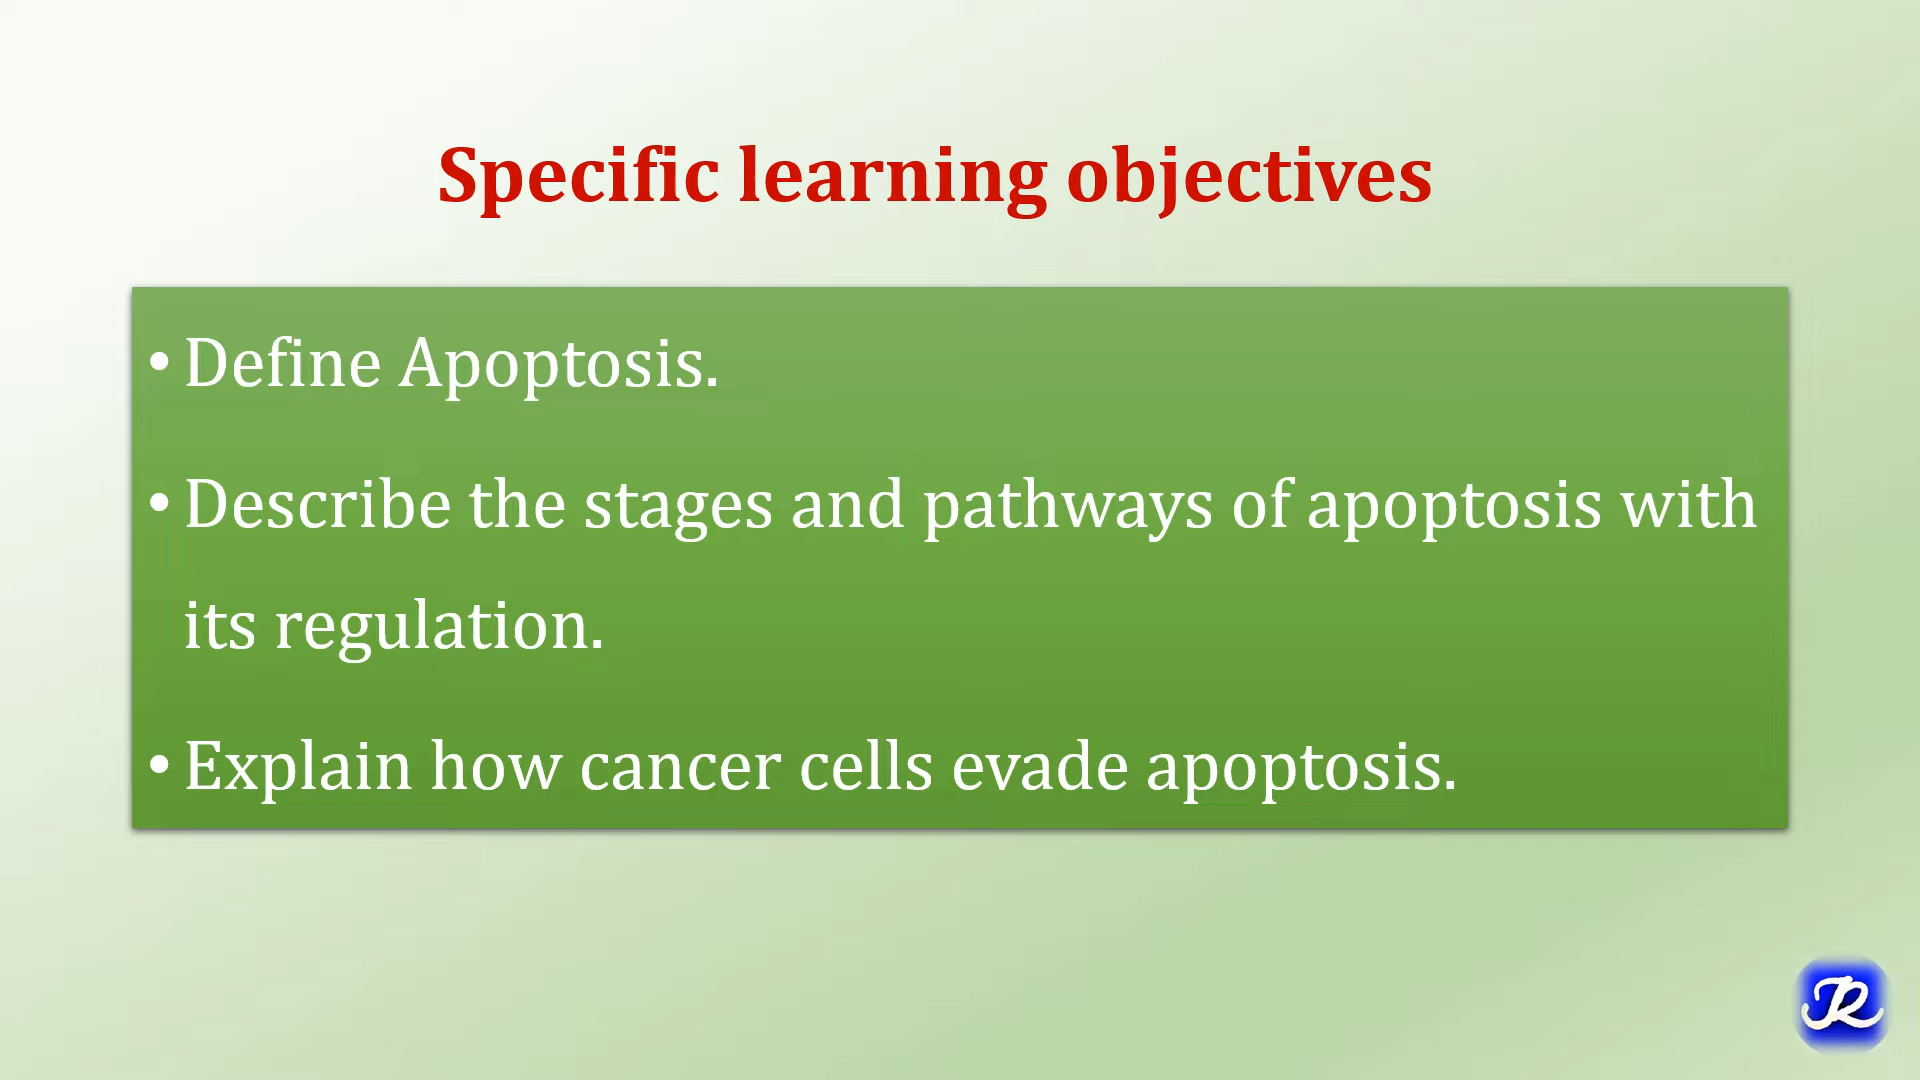 Specific learning objectives
• Define Apoptosis.
• Describe the stages and pathways of apoptosis with
its regulation.
• Explain how cancer cells evade apoptosis.
JR